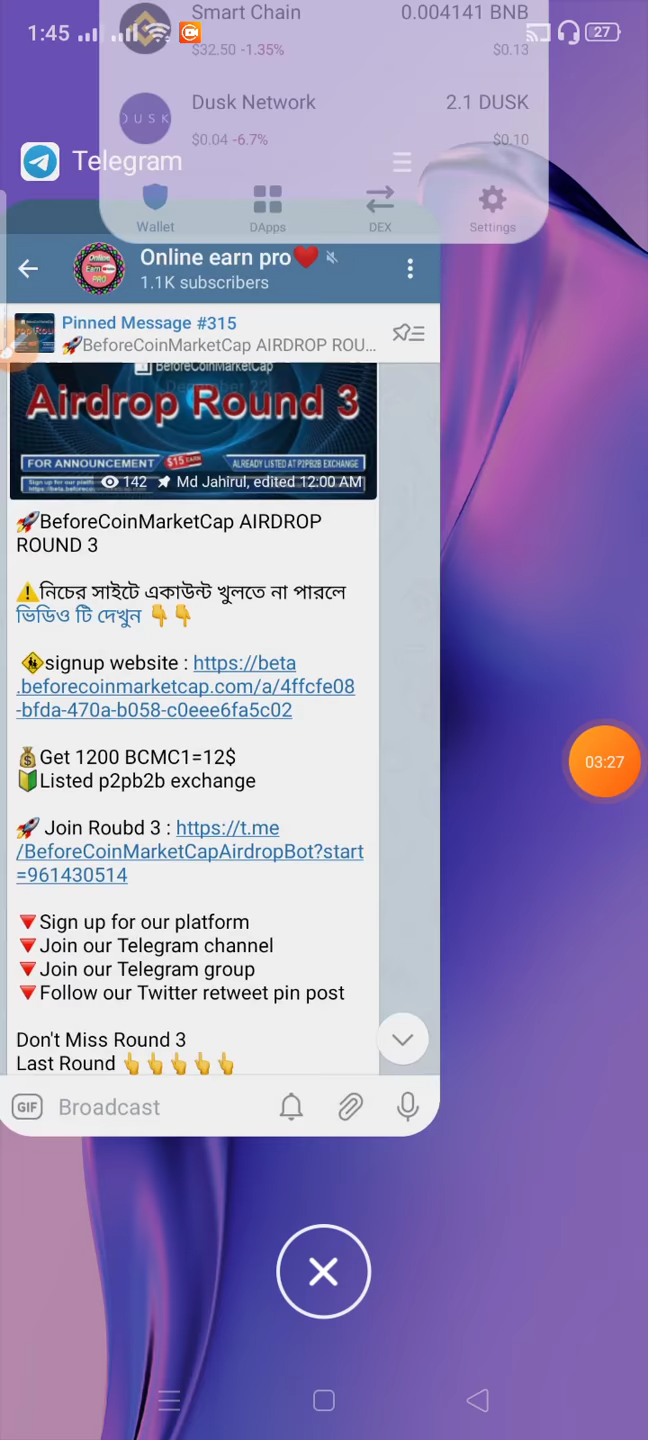 1:45
27
Smart Chain 0.004141 BNB
$32.50 -1.35% $0.13
DUSK
Dusk Network 2.1 DUSK
$0.04 -6.7% $0.10
Telegram
Wallet DApps DEX Settings
Online earn pro❤️
1.1K subscribers
Pinned Message #315
🚀BeforeCoinMarketCap AIRDROP ROU...
BeforeCoinMarketCap
December 22
Airdrop Round 3
FOR ANNOUNCEMENT $15 EARN ALREADY LISTED AT P2PB2B EXCHANGE
142 Md Jahirul, edited 12:00 AM
🚀BeforeCoinMarketCap AIRDROP
ROUND 3
⚠️নিচের সাইটে একাউন্ট খুলতে না পারলে
ভিডিও টি দেখুন 👇👇
🚸signup website : https://beta
.beforecoinmarketcap.com/a/4ffcfe08
-bfda-470a-b058-c0eee6fa5c02
💰Get 1200 BCMC1=12$
🔰Listed p2pb2b exchange
🚀 Join Roubd 3 : https://t.me
/BeforeCoinMarketCapAirdropBot?start
=961430514
🔻Sign up for our platform
🔻Join our Telegram channel
🔻Join our Telegram group
🔻Follow our Twitter retweet pin post
Don't Miss Round 3
Last Round 👆👆👆👆👆
03:27
GIF Broadcast